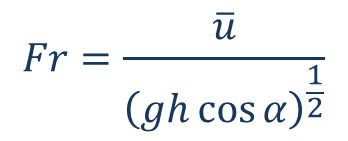 Fr = ū / (gh cos α)^(1/2)